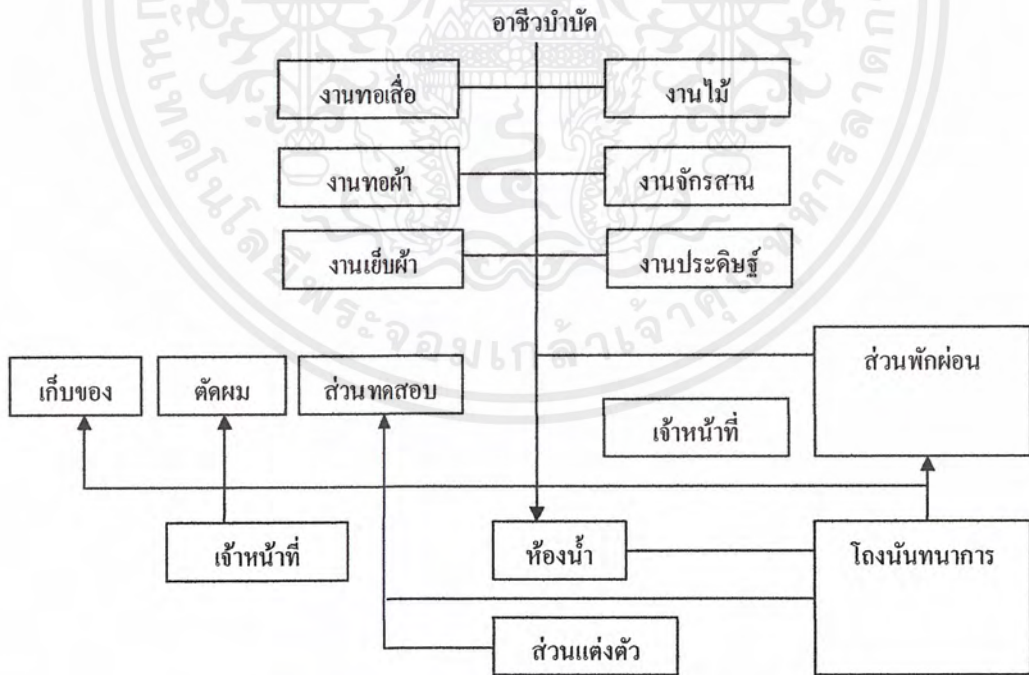 อาชีวบำบัด
งานทอเสื่อ
งานไม้
งานทอผ้า
งานจักรสาน
งานเย็บผ้า
งานประดิษฐ์
ส่วนพักผ่อน
เก็บของ
ตัดผม
ส่วนทดสอบ
เจ้าหน้าที่
เจ้าหน้าที่
ห้องน้ำ
โถงนันทนาการ
ส่วนแต่งตัว